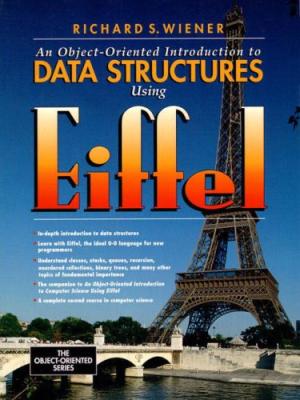 RICHARD S. WIENER
An Object-Oriented Introduction to
DATA STRUCTURES
Using
Eiffel
• In-depth introduction to data structures
• Learn with Eiffel, the ideal O-O language for new
programmers
• Understand classes, stacks, queues, recursion,
unordered collections, binary trees, and many other
topics of fundamental importance
• The companion to An Object-Oriented Introduction
to Computer Science Using Eiffel
• A complete second course in computer science
THE
OBJECT-ORIENTED
SERIES